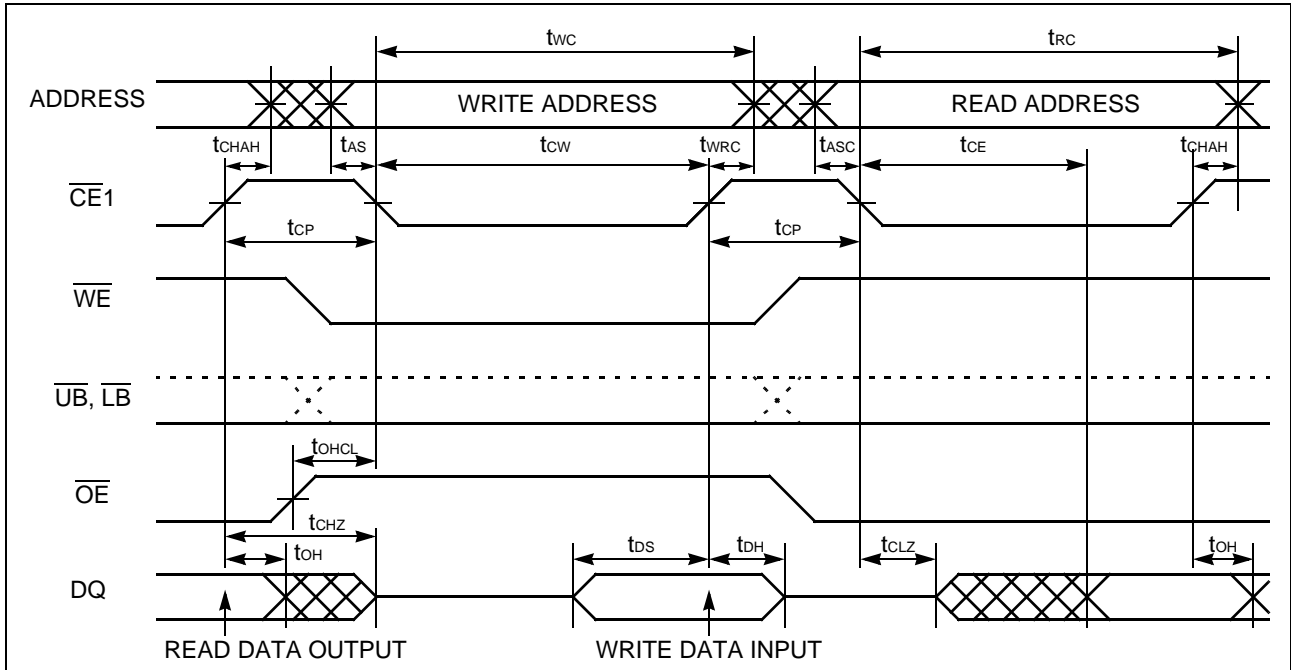 tWC tRC
ADDRESS WRITE ADDRESS READ ADDRESS
tCHAH tAS tCW tWRC tASC tCE tCHAH
CE1
tCP tCP
WE
UB, LB
tOHCL
OE
tCHZ
tOH tDS tDH tCLZ tOH
DQ
READ DATA OUTPUT WRITE DATA INPUT